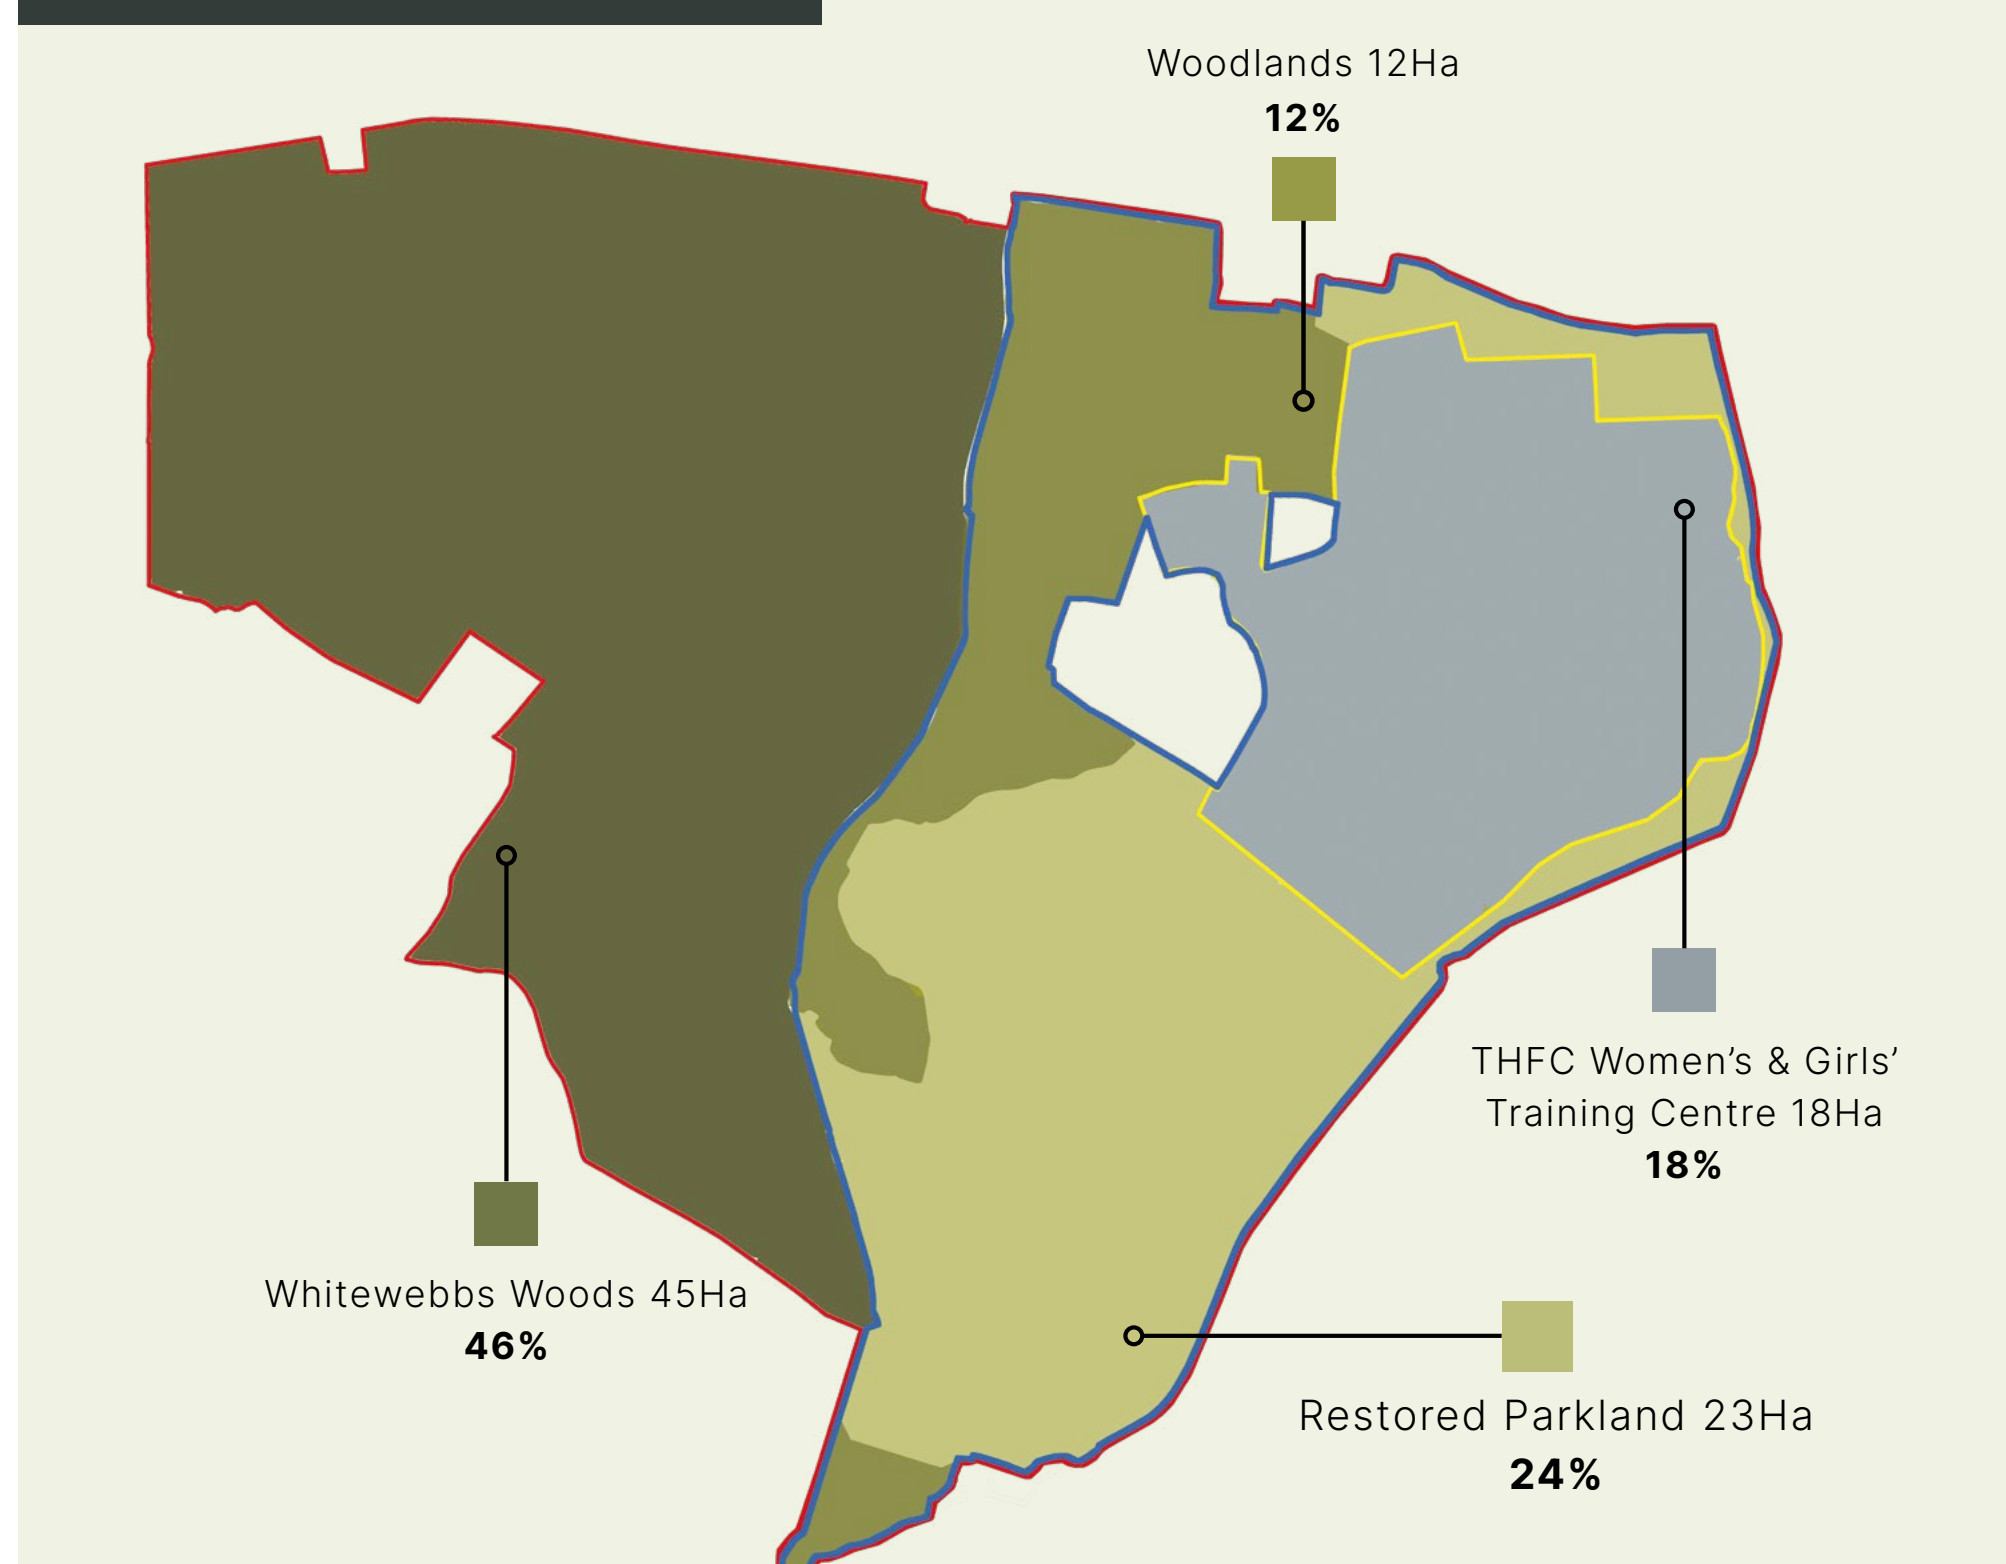 Woodlands 12Ha
12%
THFC Women’s & Girls’
Training Centre 18Ha
18%
Whitewebbs Woods 45Ha
46%
Restored Parkland 23Ha
24%